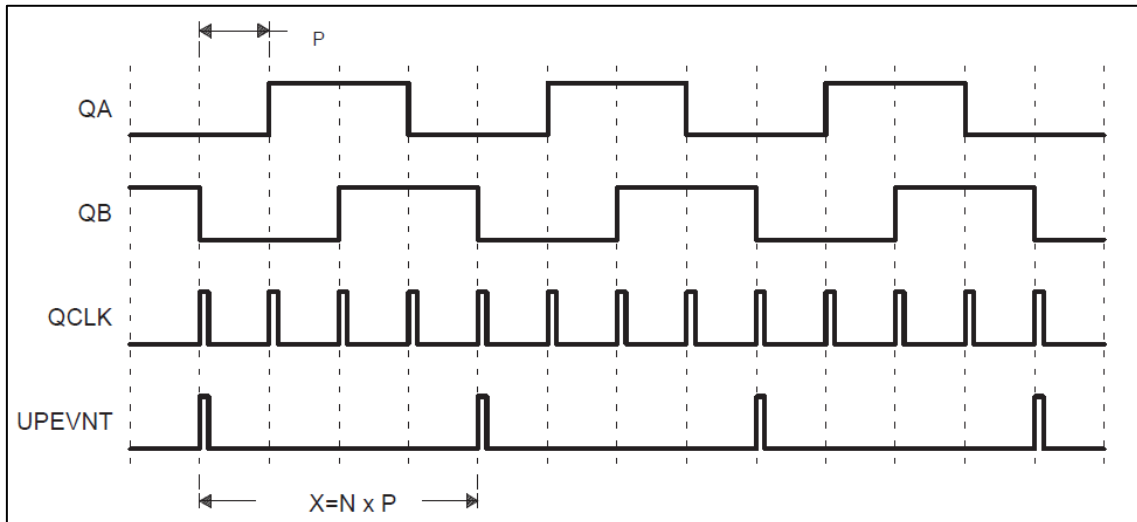 P
QA
QB
QCLK
UPEVNT
X=N x P